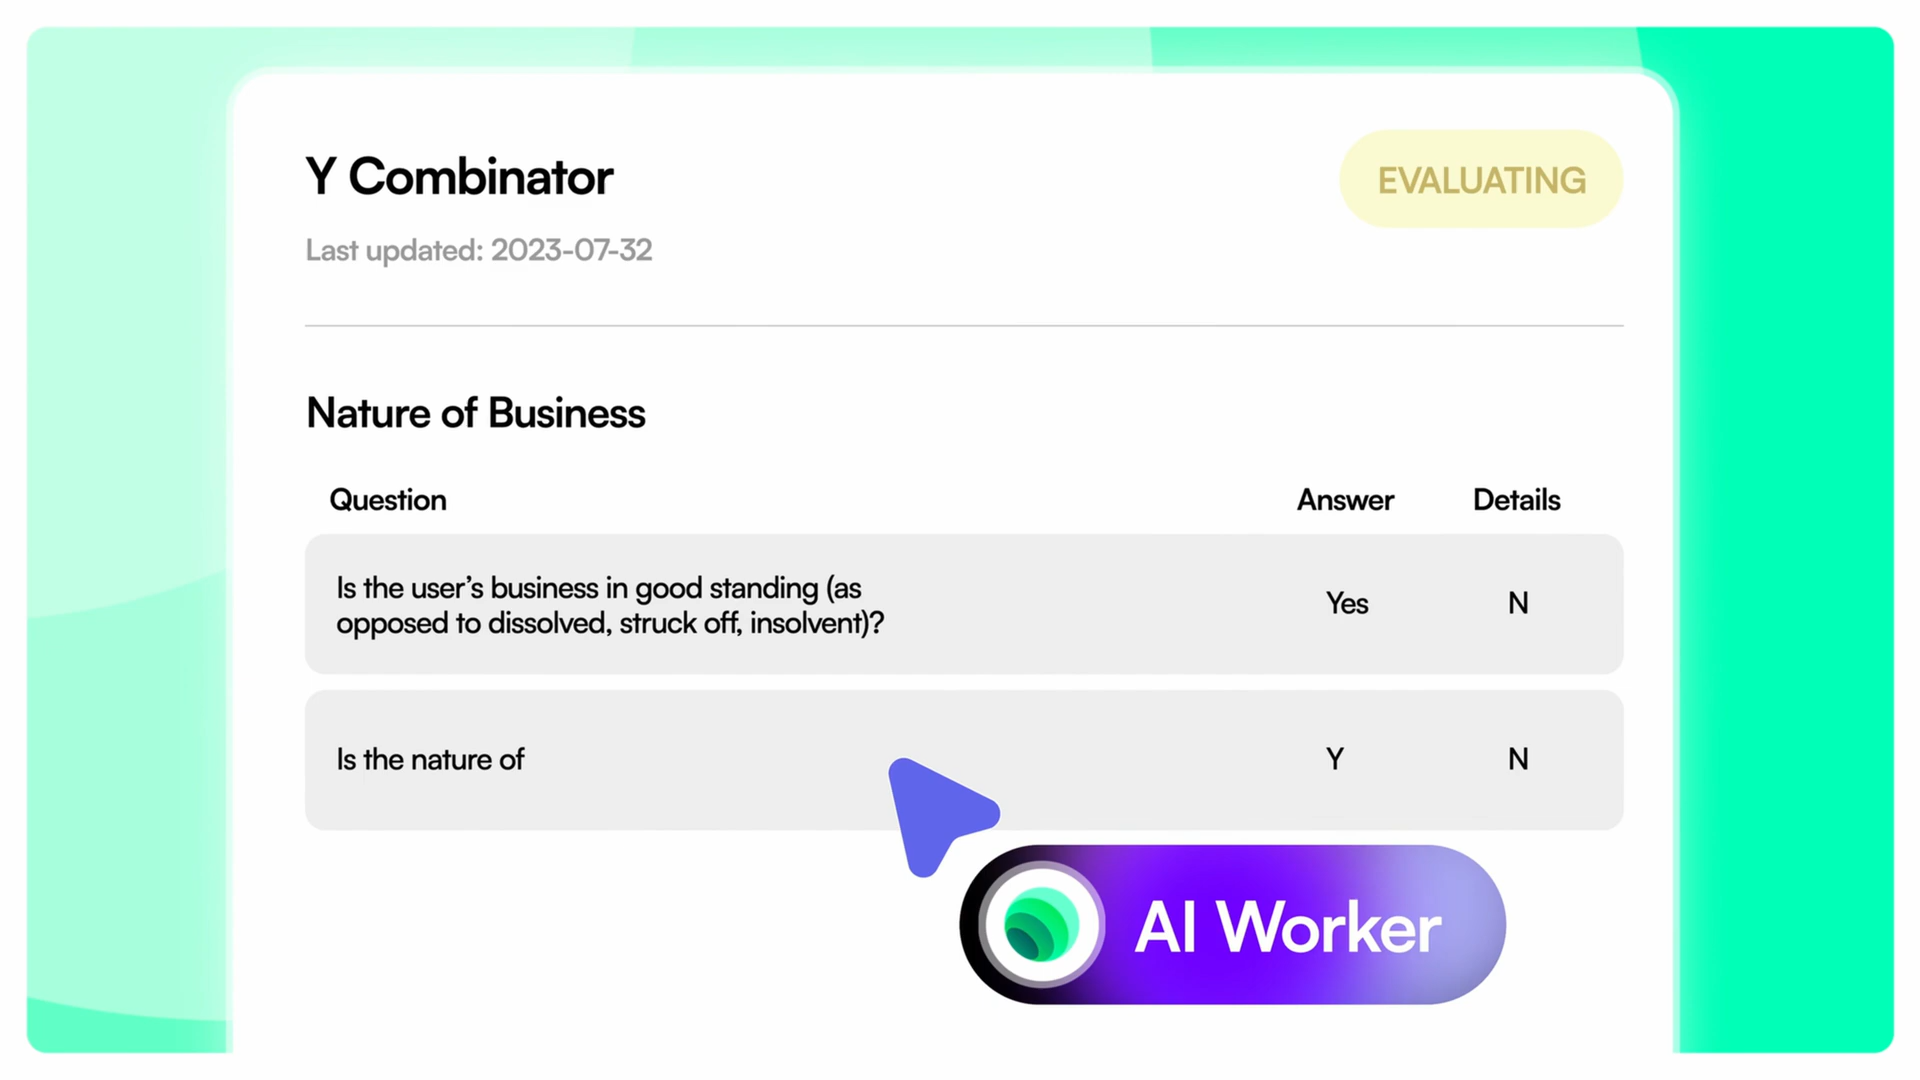 Y Combinator
EVALUATING
Last updated: 2023-07-32
Nature of Business
Question Answer Details
Is the user’s business in good standing (as
opposed to dissolved, struck off, insolvent)?
Yes N
Is the nature of Y N
AI Worker